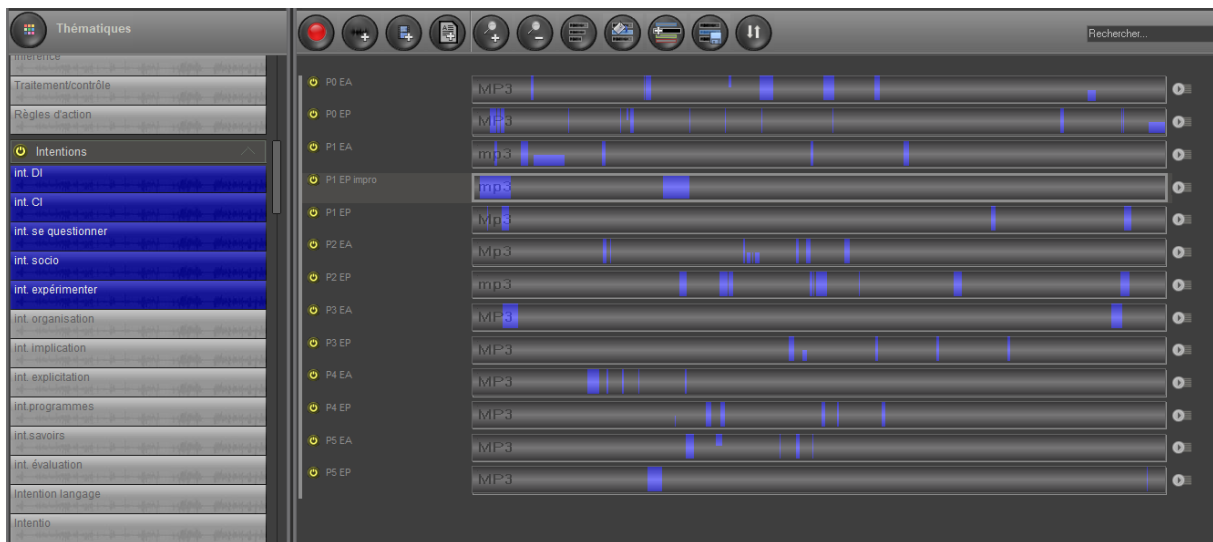 Thématiques
Rechercher...
Inférence
Traitement/contrôle
Règles d'action
Intentions
int. DI
int. CI
int. se questionner
int. socio
int. expérimenter
int. organisation
int. implication
int. explicitation
int.programmes
int.savoirs
int. évaluation
Intention langage
Intentio
P0 EA
MP3
P0 EP
MP3
P1 EA
mp3
P1 EP impro
mp3
P1 EP
Mp3
P2 EA
Mp3
P2 EP
mp3
P3 EA
MP3
P3 EP
MP3
P4 EA
MP3
P4 EP
MP3
P5 EA
MP3
P5 EP
MP3